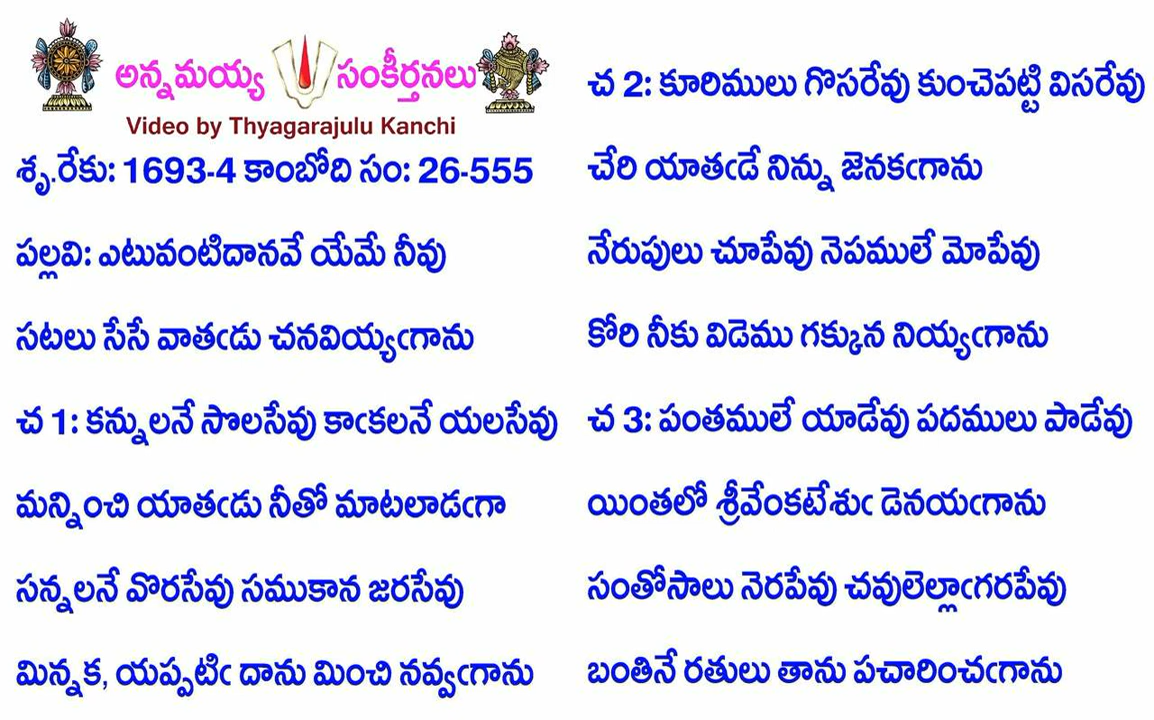 అన్నమయ్య సంకీర్తనలు
Video by Thyagarajulu Kanchi
శృ.రేకు: 1693-4 కాంబోది సం: 26-555
పల్లవి: ఎటువంటిదానవే యేమే నీవు
సటలు సేసే వాతఁడు చనవియ్యఁగాను
చ 1: కన్నులనే సొలసేవు కాఁకలనే యలసేవు
మన్నించి యాతఁడు నీతో మాటలాడఁగా
సన్నలనే వొరసేవు సముకాన జరసేవు
మిన్నక, యప్పటిఁ దాను మించి నవ్వఁగాను
చ 2: కూరిములు గొసరేవు కుంచెపట్టి విసరేవు
చేరి యాతఁడే నిన్ను జెనకఁగాను
నేరుపులు చూపేవు నెపములే మోపేవు
కోరి నీకు విడెము గక్కున నియ్యఁగాను
చ 3: పంతములే యాడేవు పదములు పాడేవు
యింతలో శ్రీవేంకటేశుఁ డెనయఁగాను
సంతోసాలు నెరపేవు చవులెల్లాఁగరపేవు
బంతినే రతులు తాను పచారించఁగాను